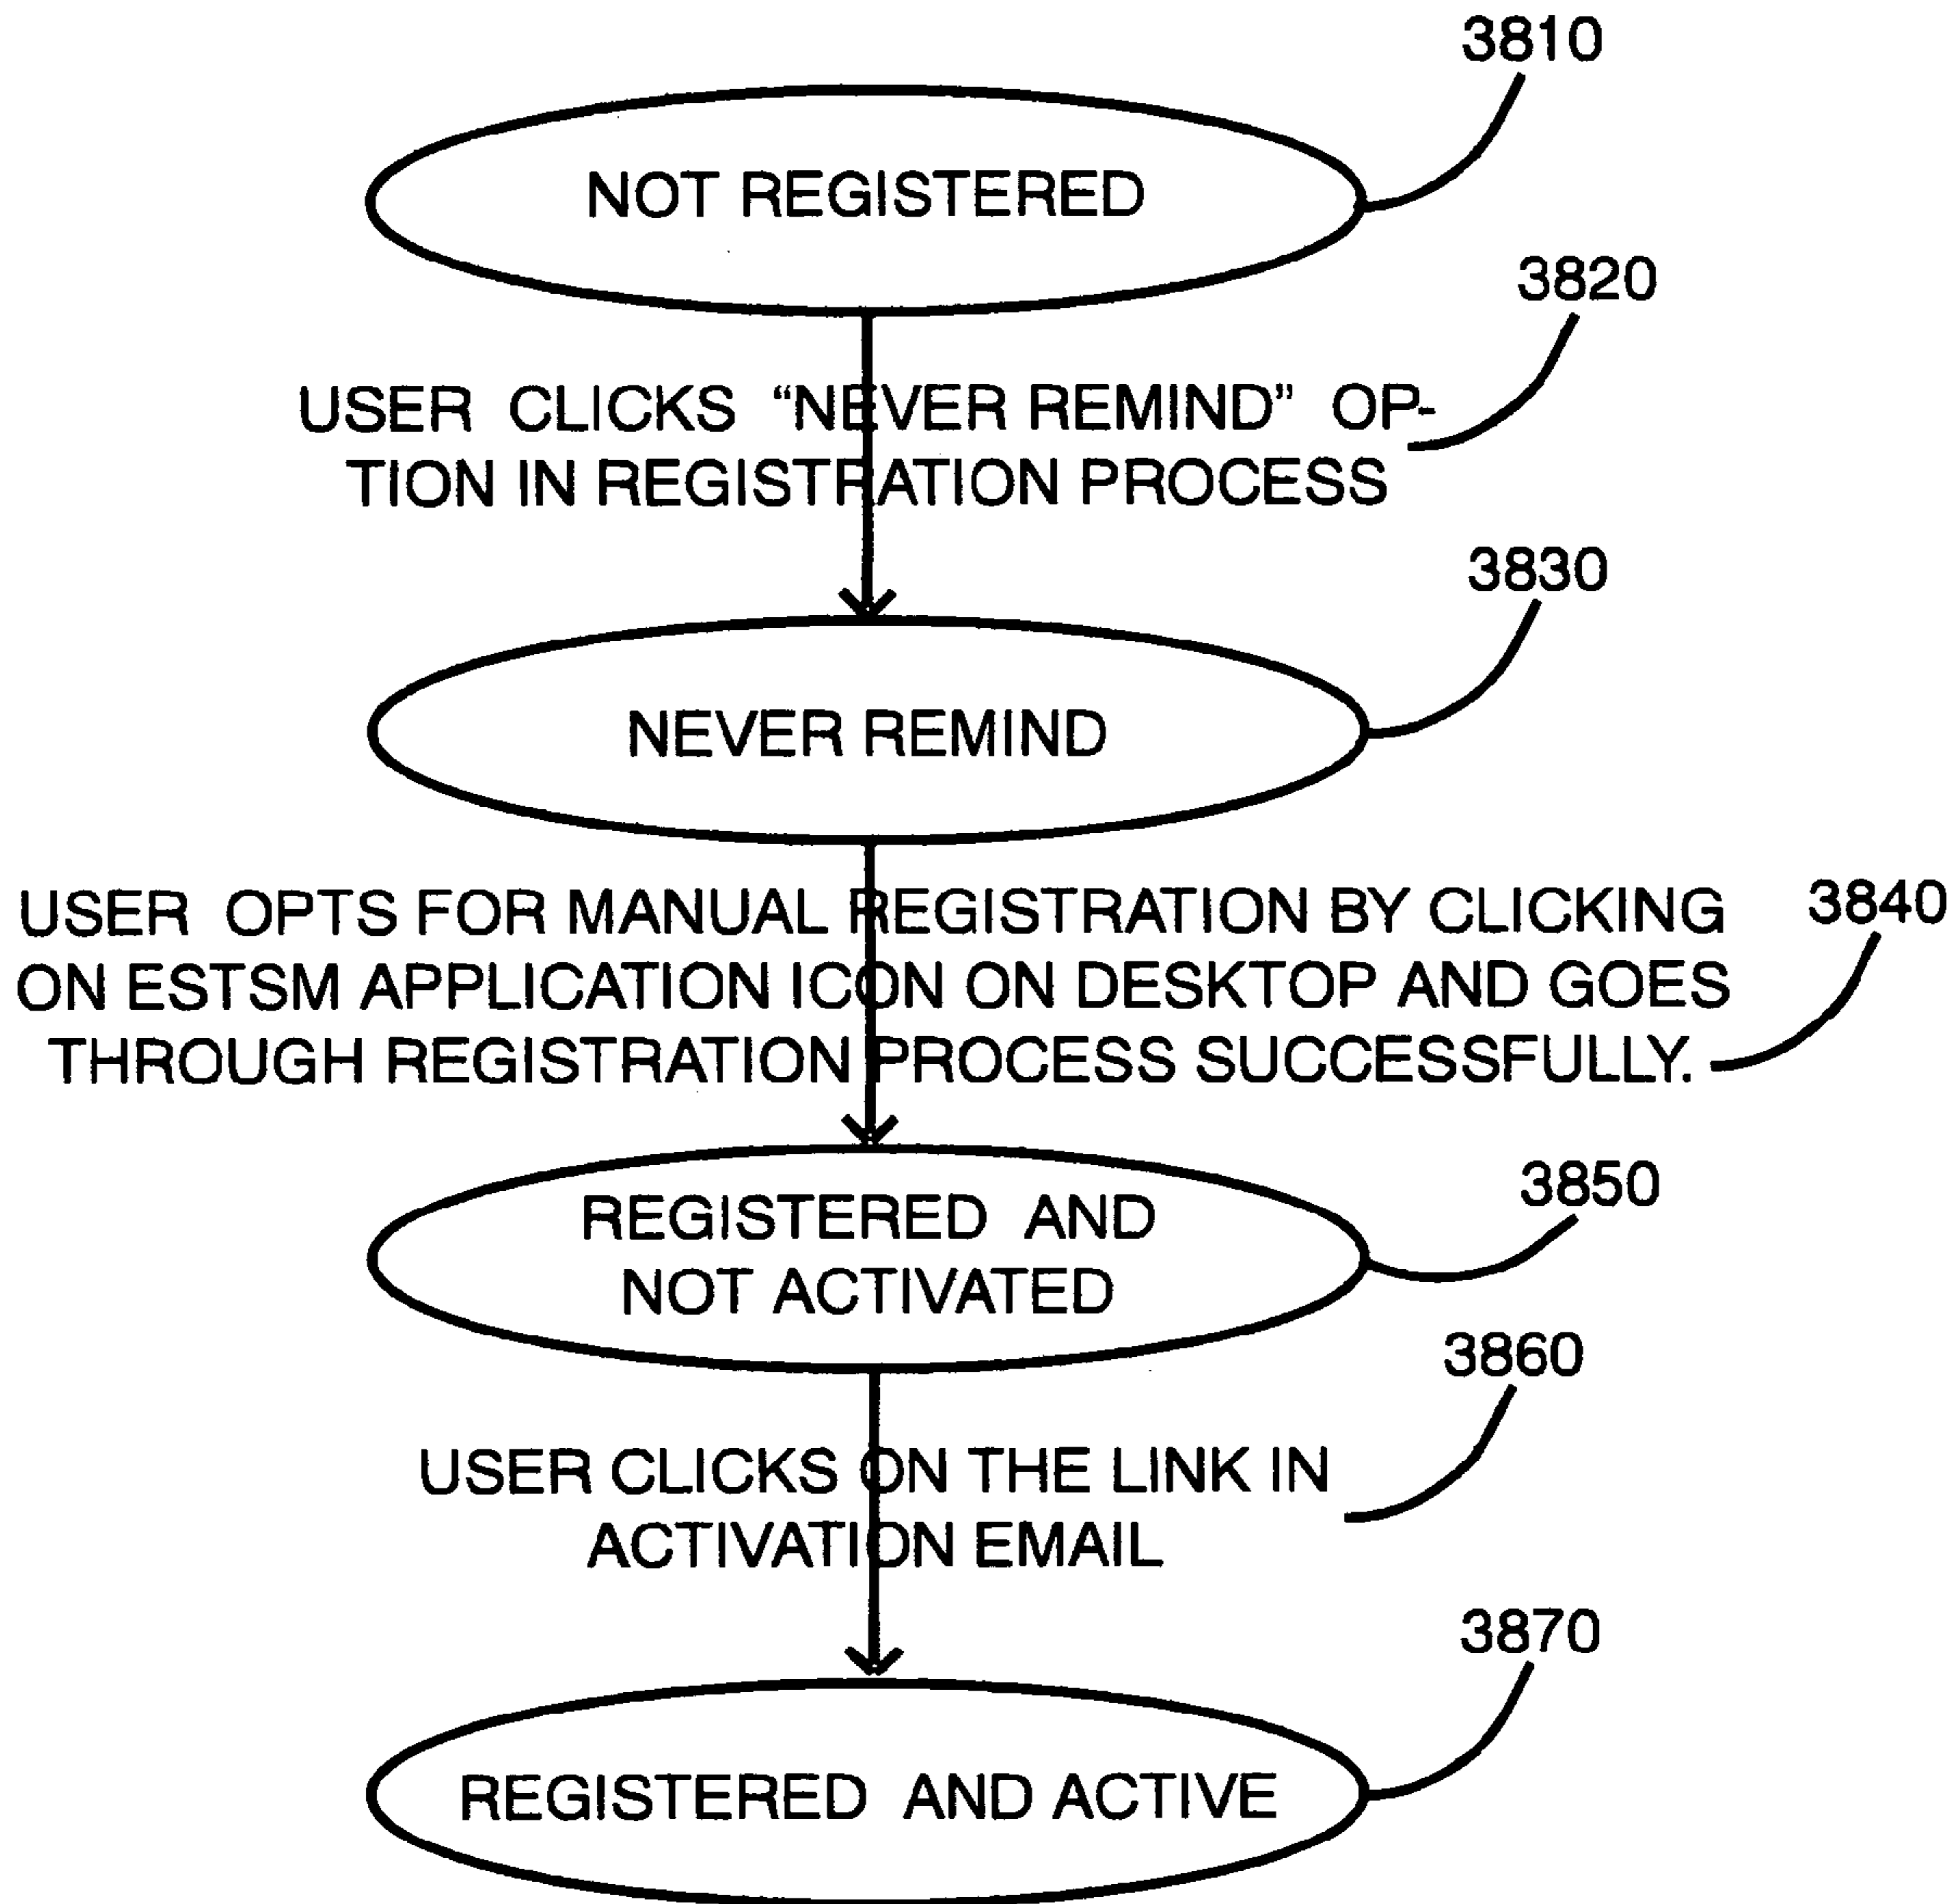 3810
NOT REGISTERED
3820
USER CLICKS “NEVER REMIND” OP-
TION IN REGISTRATION PROCESS
3830
NEVER REMIND
USER OPTS FOR MANUAL REGISTRATION BY CLICKING
3840
ON ESTSM APPLICATION ICON ON DESKTOP AND GOES
THROUGH REGISTRATION PROCESS SUCCESSFULLY.
3850
REGISTERED AND
NOT ACTIVATED
3860
USER CLICKS ON THE LINK IN
ACTIVATION EMAIL
3870
REGISTERED AND ACTIVE